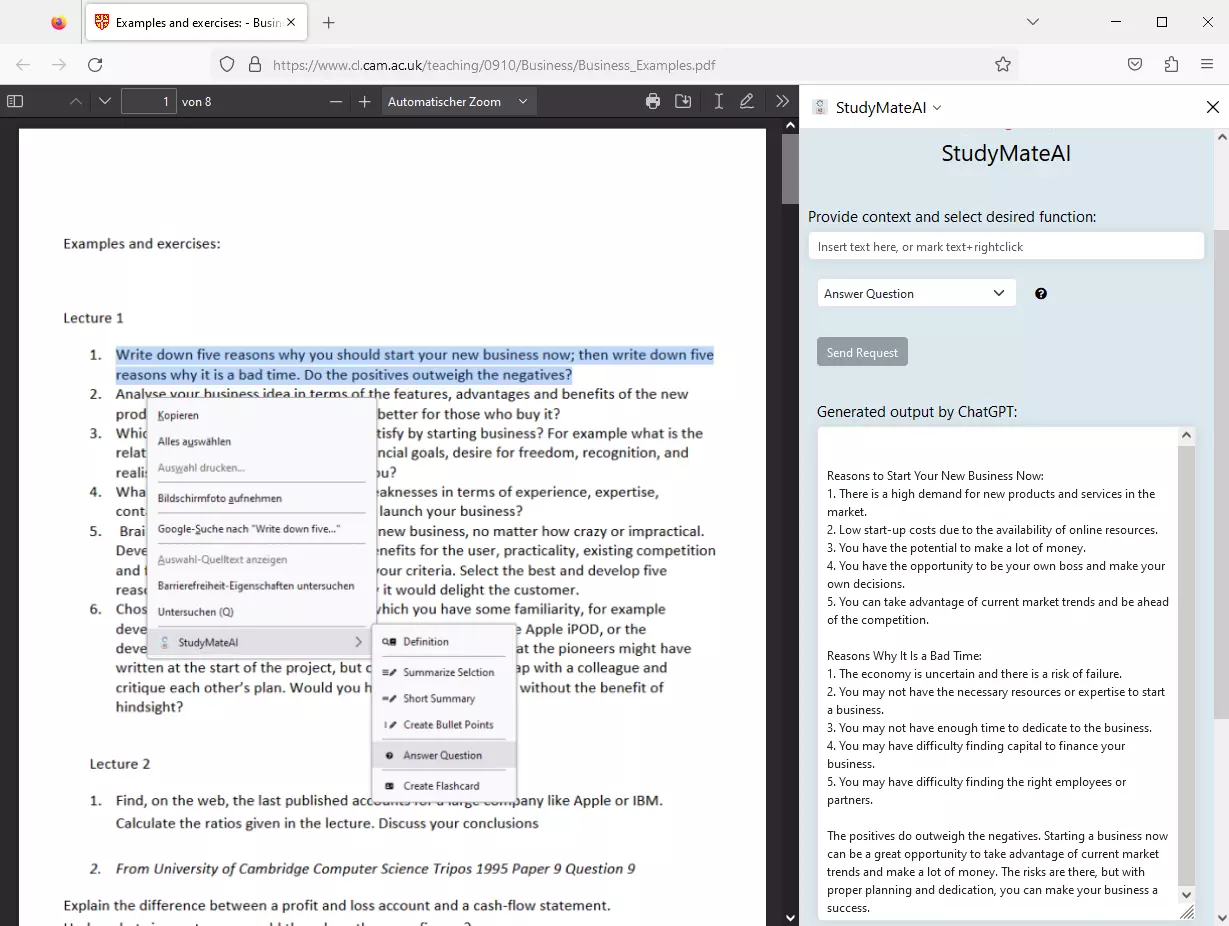 Examples and exercises: - Busin
https://www.cl.cam.ac.uk/teaching/0910/Business/Business_Examples.pdf
1 von 8
Automatischer Zoom
Examples and exercises:
Lecture 1
1. Write down five reasons why you should start your new business now; then write down five
reasons why it is a bad time. Do the positives outweigh the negatives?
2. Analyse your business idea in terms of the features, advantages and benefits of the new
prod
better for those who buy it?
3. Whic
tisfy by starting business? For example what is the
relat
ncial goals, desire for freedom, recognition, and
realis
ou?
4. Wha
eaknesses in terms of experience, expertise,
cont
launch your business?
5. Brai
new business, no matter how crazy or impractical.
Deve
nefits for the user, practicality, existing competition
and f
your criteria. Select the best and develop five
reaso
it would delight the customer.
6. Chos
which you have some familiarity, for example
deve
e Apple iPOD, or the
deve
at the pioneers might have
written at the start of the project, but c
ap with a colleague and
critique each other's plan. Would you h
without the benefit of
hindsight?
Kopieren
Alles auswählen
Auswahl drucken...
Bildschirmfoto aufnehmen
Google-Suche nach "Write down five..."
Auswahl-Quelltext anzeigen
Barrierefreiheit-Eigenschaften untersuchen
Untersuchen (Q)
StudyMateAI
Definition
Summarize Selction
Short Summary
Create Bullet Points
Answer Question
Create Flashcard
Lecture 2
1. Find, on the web, the last published accounts for a large company like Apple or IBM.
Calculate the ratios given in the lecture. Discuss your conclusions
2. From University of Cambridge Computer Science Tripos 1995 Paper 9 Question 9
Explain the difference between a profit and loss account and a cash-flow statement.
StudyMateAI
StudyMateAI
Provide context and select desired function:
Insert text here, or mark text+rightclick
Answer Question
Send Request
Generated output by ChatGPT:
Reasons to Start Your New Business Now:
1. There is a high demand for new products and services in the
market.
2. Low start-up costs due to the availability of online resources.
3. You have the potential to make a lot of money.
4. You have the opportunity to be your own boss and make your
own decisions.
5. You can take advantage of current market trends and be ahead
of the competition.
Reasons Why It Is a Bad Time:
1. The economy is uncertain and there is a risk of failure.
2. You may not have the necessary resources or expertise to start
a business.
3. You may not have enough time to dedicate to the business.
4. You may have difficulty finding capital to finance your
business.
5. You may have difficulty finding the right employees or
partners.
The positives do outweigh the negatives. Starting a business now
can be a great opportunity to take advantage of current market
trends and make a lot of money. The risks are there, but with
proper planning and dedication, you can make your business a
success.